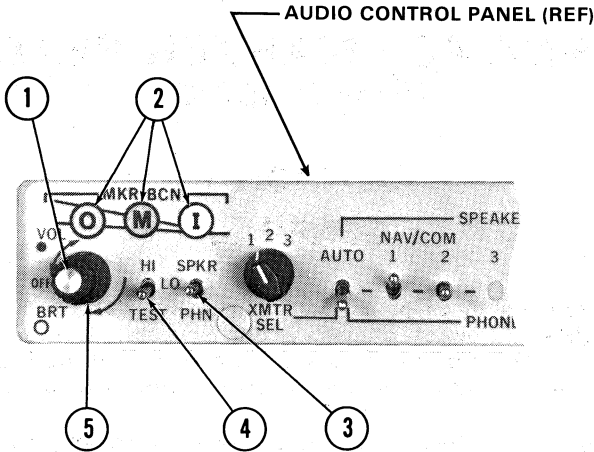 AUDIO CONTROL PANEL (REF)
1
2
MKR BCN
O M I
SPEAKE
VOL
NAV/COM
1 2 3
AUTO 1 2 3
HI SPKR
OFF
LO
BRT
TEST PHN
XMTR
SEL
PHON
5
4
3